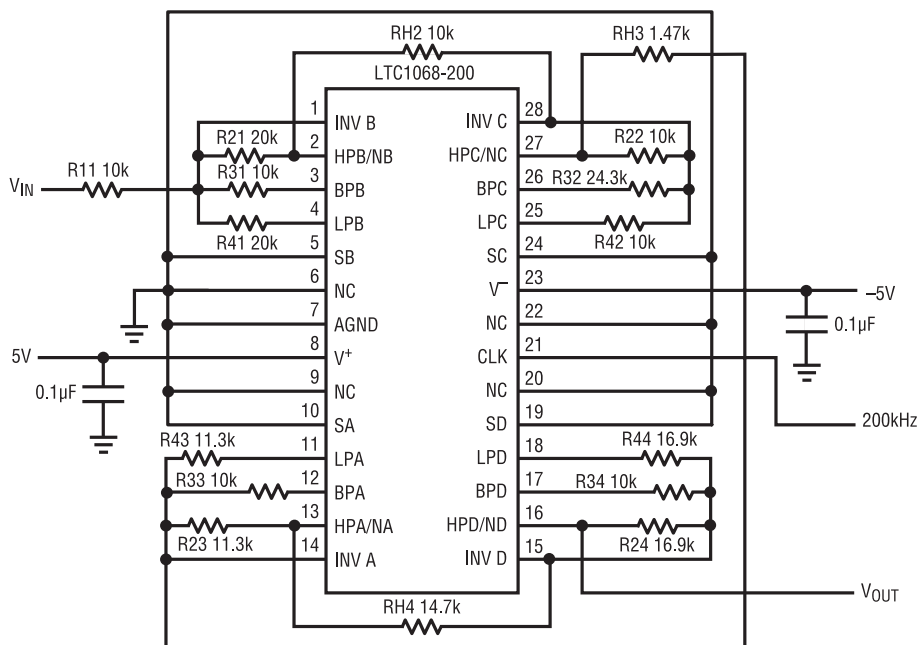 RH2 10k
RH3 1.47k
LTC1068-200
1 INV B
INV C 28
R21 20k
2 HPB/NB
HPC/NC 27
R22 10k
VIN
R11 10k
R31 10k
3 BPB
BPC 26
R32 24.3k
4 LPB
LPC 25
R41 20k
R42 10k
5 SB
SC 24
6 NC
V– 23
–5V
7 AGND
NC 22
0.1µF
5V
8 V+
CLK 21
0.1µF
9 NC
NC 20
10 SA
SD 19
200kHz
R43 11.3k
11 LPA
LPD 18
R44 16.9k
R33 10k
12 BPA
BPD 17
R34 10k
13 HPA/NA
HPD/ND 16
R23 11.3k
R24 16.9k
14 INV A
INV D 15
RH4 14.7k
VOUT